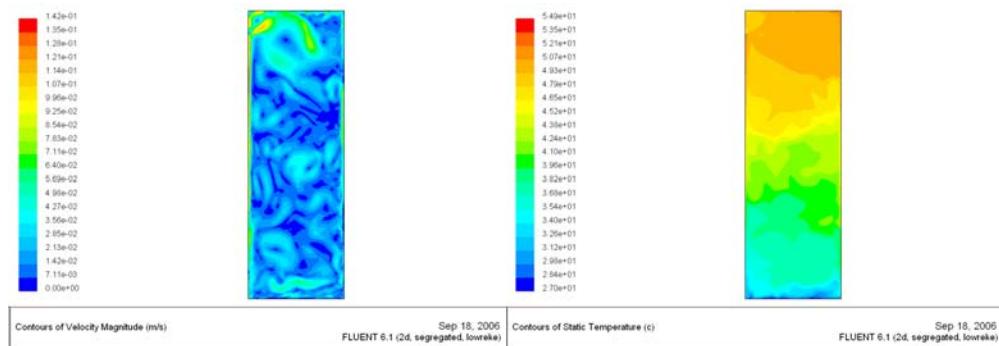 1.42e-01
1.35e-01
1.28e-01
1.21e-01
1.14e-01
1.07e-01
9.96e-02
9.25e-02
8.54e-02
7.83e-02
7.11e-02
6.40e-02
5.69e-02
4.98e-02
4.27e-02
3.56e-02
2.85e-02
2.13e-02
1.42e-02
7.11e-03
0.00e+00
Contours of Velocity Magnitude (m/s)
Sep 18, 2006
FLUENT 6.1 (2d, segregated, lowreke)
5.49e+01
5.35e+01
5.21e+01
5.07e+01
4.93e+01
4.79e+01
4.65e+01
4.52e+01
4.38e+01
4.24e+01
4.10e+01
3.96e+01
3.82e+01
3.68e+01
3.54e+01
3.40e+01
3.26e+01
3.12e+01
2.98e+01
2.84e+01
2.70e+01
Contours of Static Temperature (c)
Sep 18, 2006
FLUENT 6.1 (2d, segregated, lowreke)